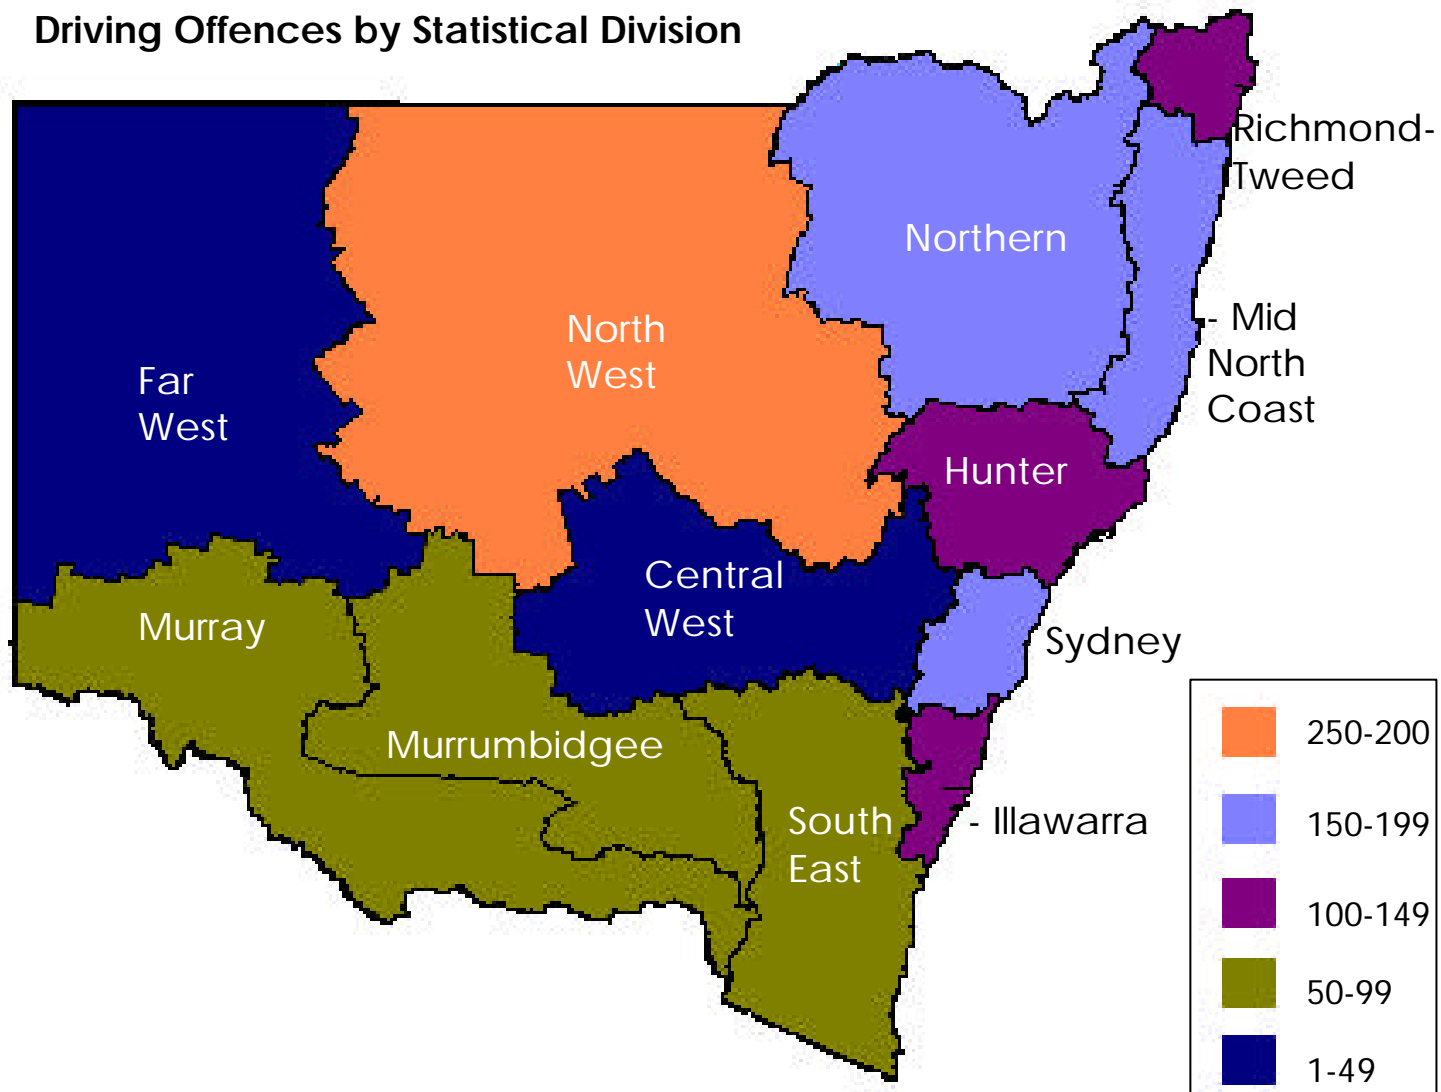 Driving Offences by Statistical Division
Richmond-
Tweed
Northern
- Mid
North
Coast
North
West
Far
West
Hunter
Central
West
Murray
Sydney
Murrumbidgee
South
East
- Illawarra
250-200
150-199
100-149
50-99
1-49